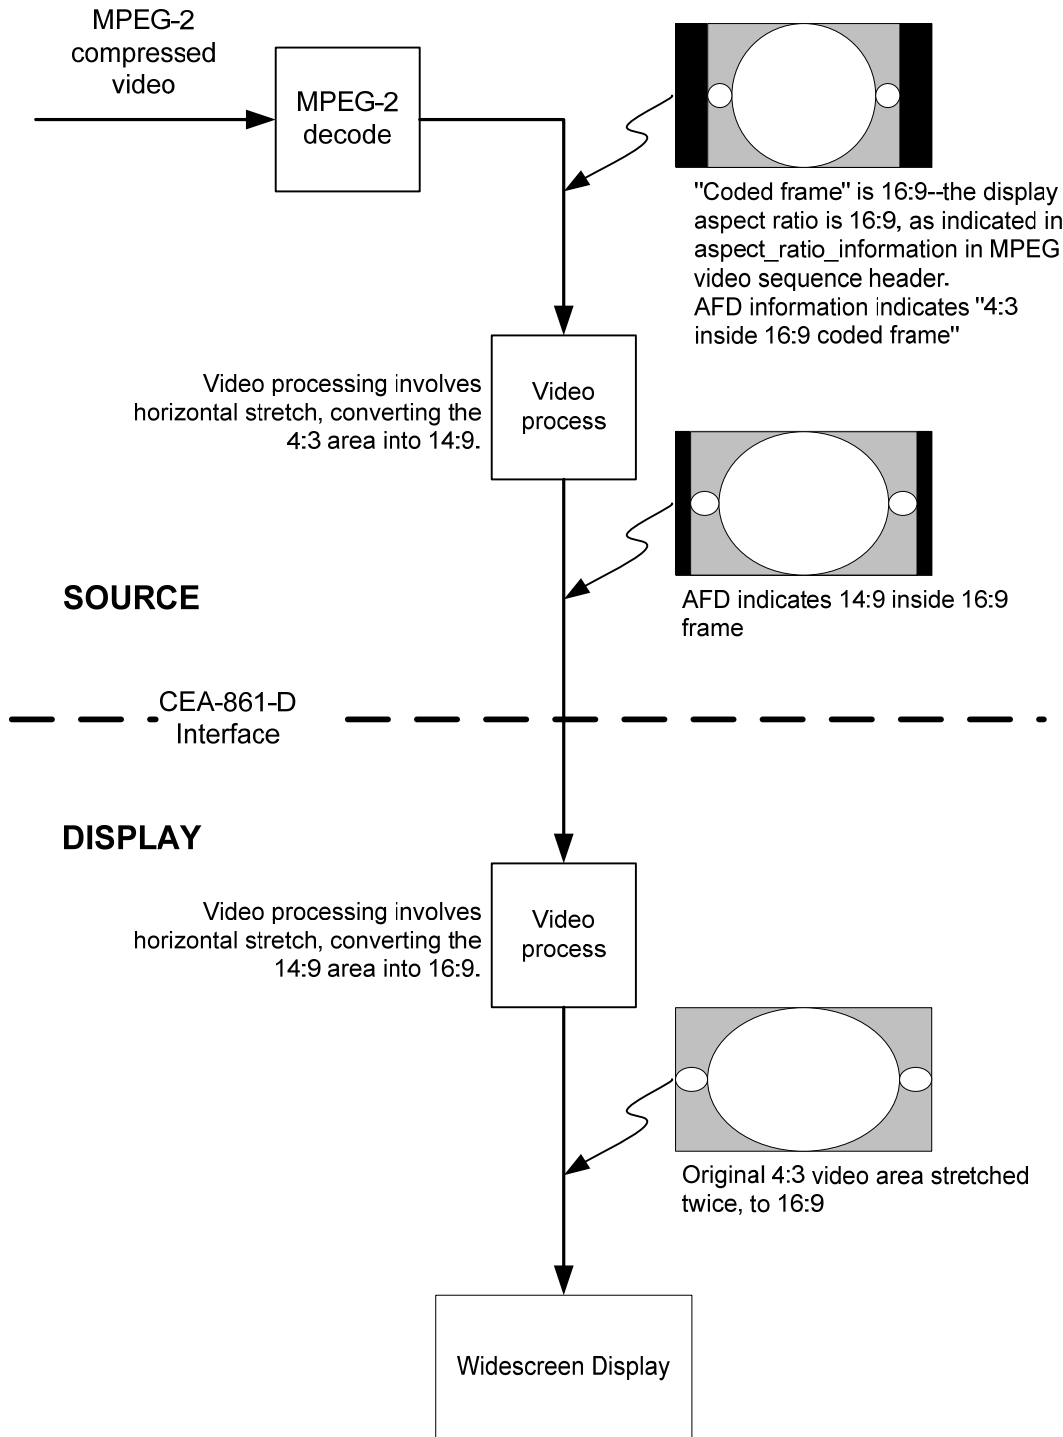 MPEG-2
compressed
video
MPEG-2
decode
"Coded frame" is 16:9--the display
aspect ratio is 16:9, as indicated in
aspect_ratio_information in MPEG
video sequence header.
AFD information indicates "4:3
inside 16:9 coded frame"
Video processing involves
horizontal stretch, converting the
4:3 area into 14:9.
Video
process
AFD indicates 14:9 inside 16:9
frame
SOURCE
CEA-861-D
Interface
DISPLAY
Video processing involves
horizontal stretch, converting the
14:9 area into 16:9.
Video
process
Original 4:3 video area stretched
twice, to 16:9
Widescreen Display